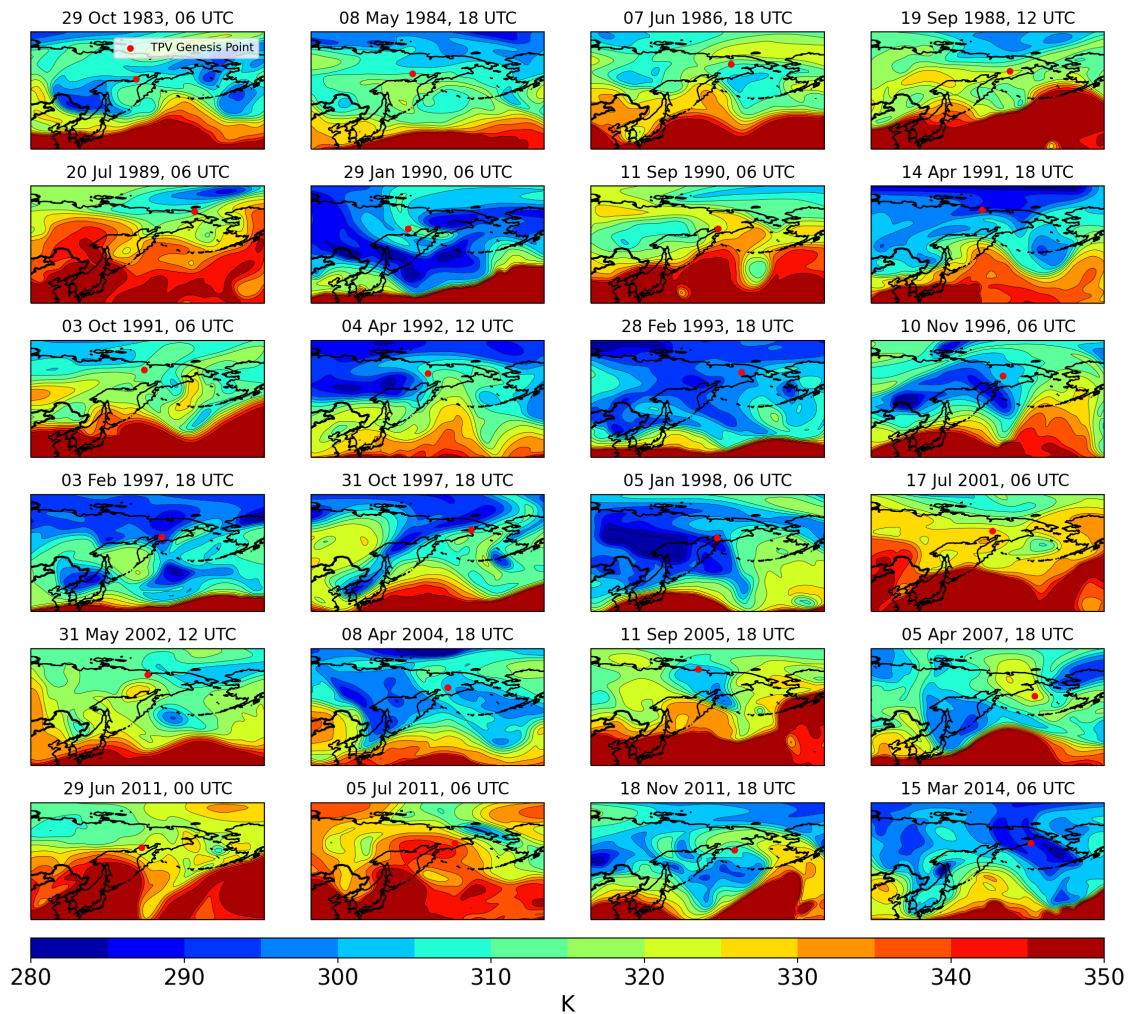 29 Oct 1983, 06 UTC
08 May 1984, 18 UTC
07 Jun 1986, 18 UTC
19 Sep 1988, 12 UTC
TPV Genesis Point
20 Jul 1989, 06 UTC
29 Jan 1990, 06 UTC
11 Sep 1990, 06 UTC
14 Apr 1991, 18 UTC
03 Oct 1991, 06 UTC
04 Apr 1992, 12 UTC
28 Feb 1993, 18 UTC
10 Nov 1996, 06 UTC
03 Feb 1997, 18 UTC
31 Oct 1997, 18 UTC
05 Jan 1998, 06 UTC
17 Jul 2001, 06 UTC
31 May 2002, 12 UTC
08 Apr 2004, 18 UTC
11 Sep 2005, 18 UTC
05 Apr 2007, 18 UTC
29 Jun 2011, 00 UTC
05 Jul 2011, 06 UTC
18 Nov 2011, 18 UTC
15 Mar 2014, 06 UTC
280 290 300 310 320 330 340 350
K